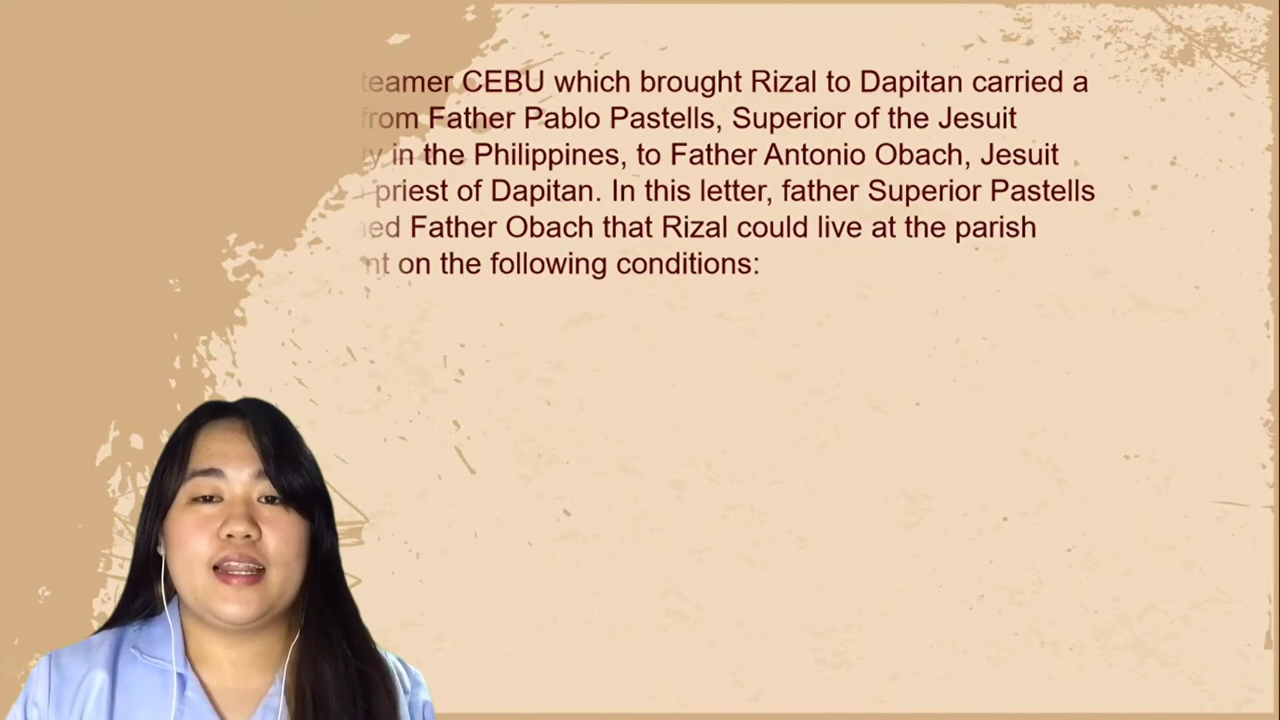 teamer CEBU which brought Rizal to Dapitan carried a
from Father Pablo Pastells, Superior of the Jesuit
in the Philippines, to Father Antonio Obach, Jesuit
priest of Dapitan. In this letter, father Superior Pastells
ed Father Obach that Rizal could live at the parish
nt on the following conditions: